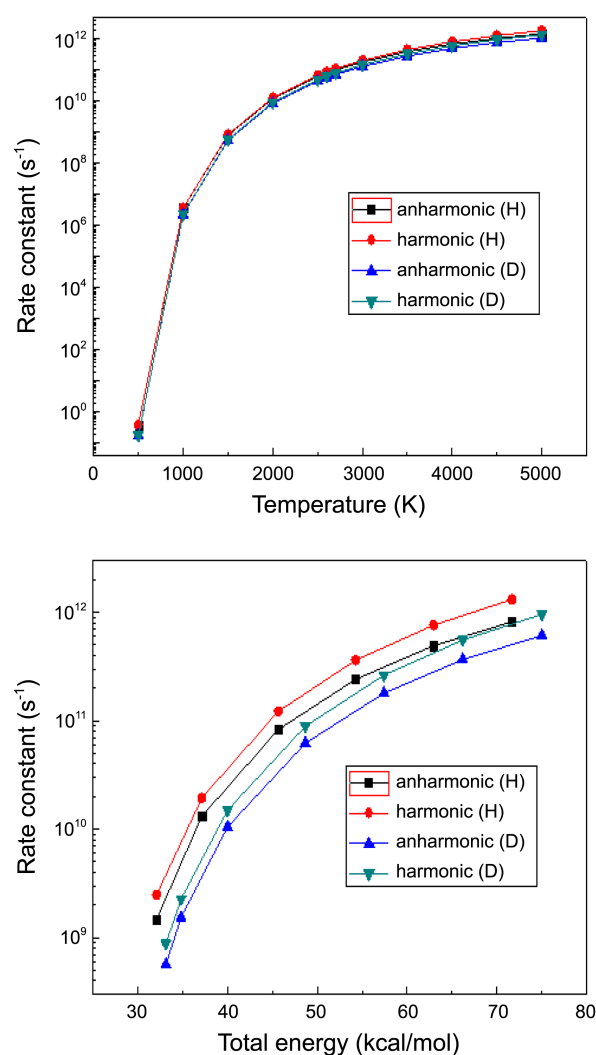 10¹²
10¹⁰
10⁸
10⁶
10⁴
10²
10⁰
Rate constant (s⁻¹)
anharmonic (H)
harmonic (H)
anharmonic (D)
harmonic (D)
0 1000 2000 3000 4000 5000
Temperature (K)
10¹²
10¹¹
10¹⁰
10⁹
Rate constant (s⁻¹)
anharmonic (H)
harmonic (H)
anharmonic (D)
harmonic (D)
30 40 50 60 70 80
Total energy (kcal/mol)